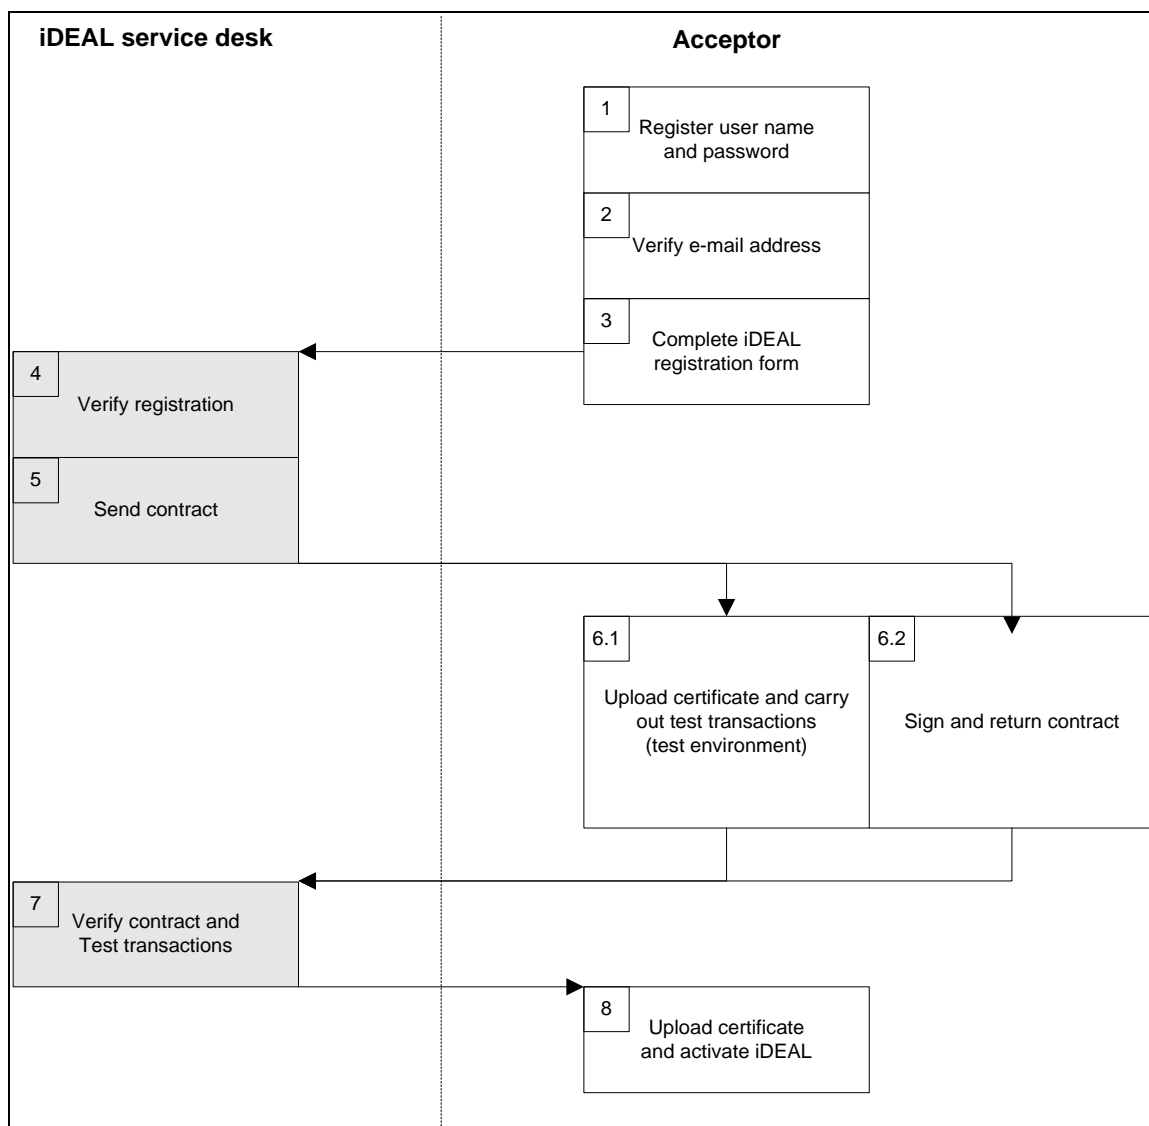 iDEAL service desk
Acceptor
1
Register user name
and password
2
Verify e-mail address
3
Complete iDEAL
registration form
4
Verify registration
5
Send contract
6.1
Upload certificate and carry
out test transactions
(test environment)
6.2
Sign and return contract
7
Verify contract and
Test transactions
8
Upload certificate
and activate iDEAL